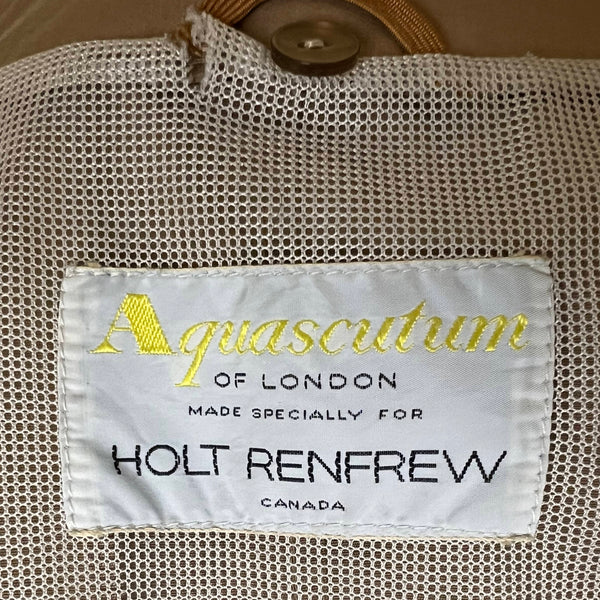 Aquascutum
OF LONDON
MADE SPECIALLY FOR
HOLT RENFREW
CANADA